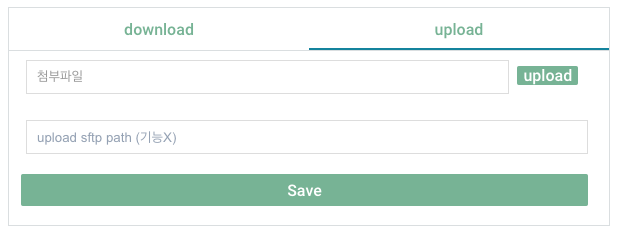 download
upload
첨부파일
upload
upload sftp path (기능X)
Save